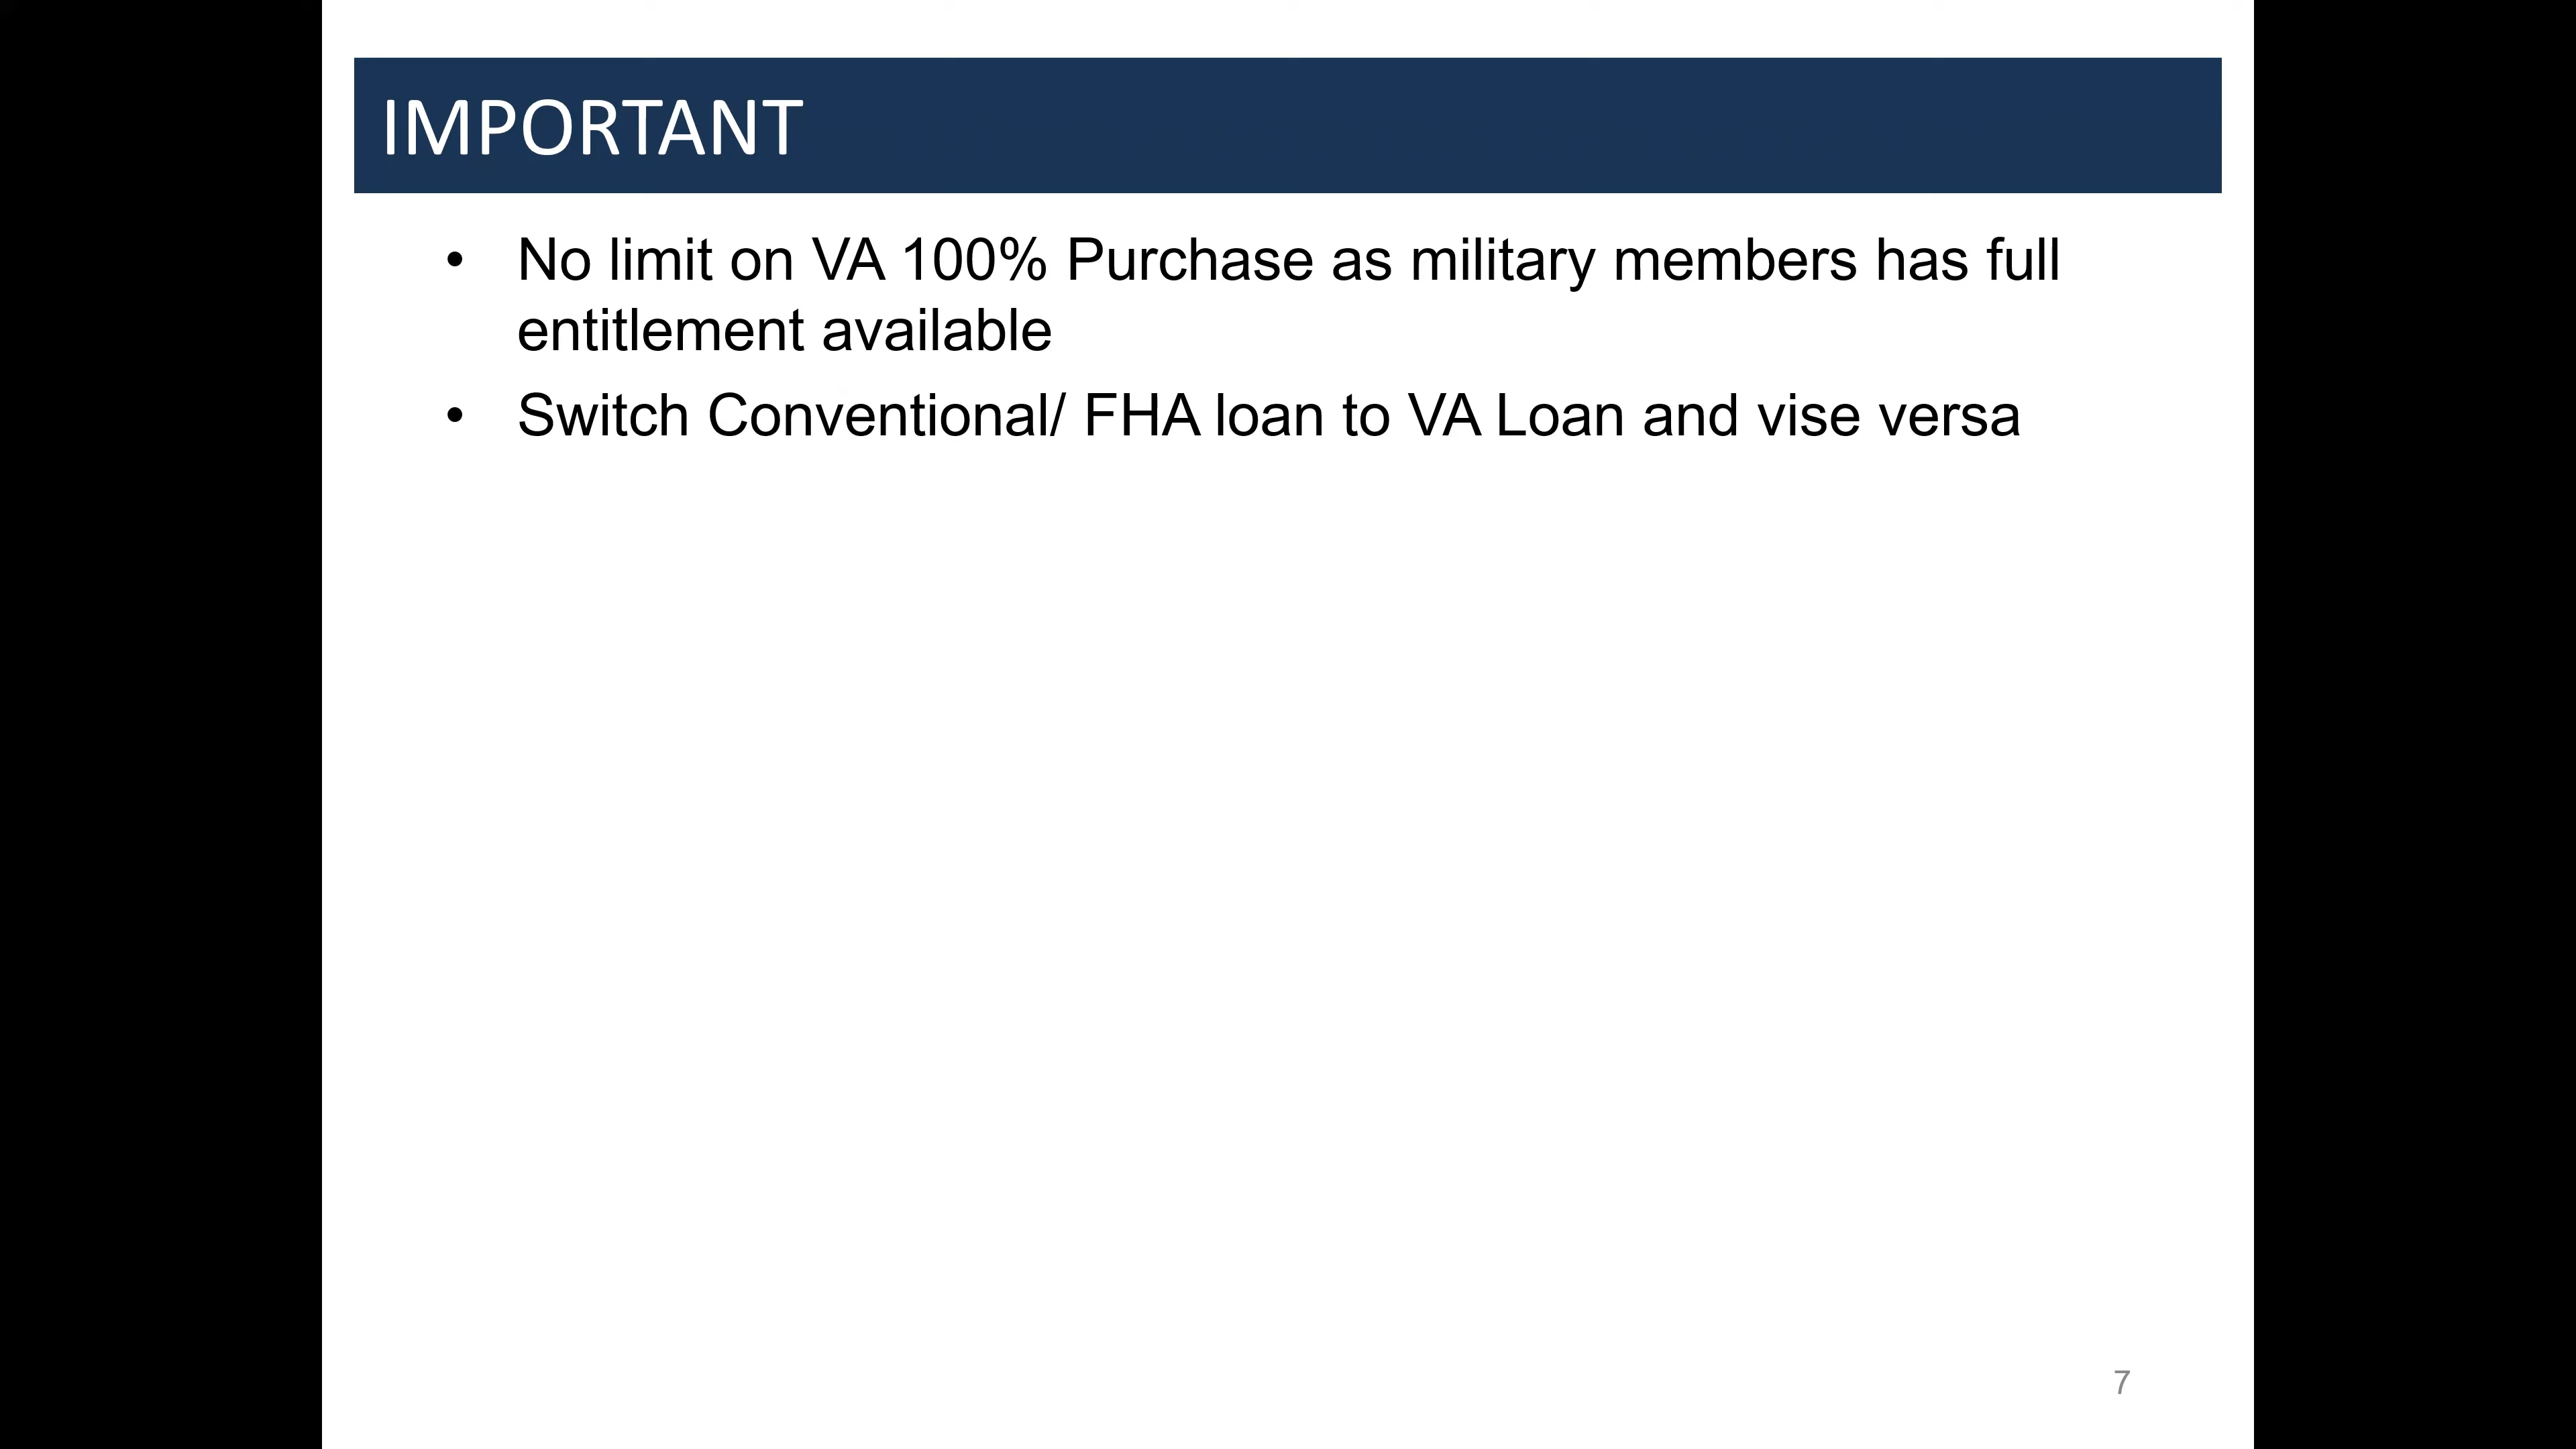 IMPORTANT
• No limit on VA 100% Purchase as military members has full
entitlement available
• Switch Conventional/ FHA loan to VA Loan and vise versa
7